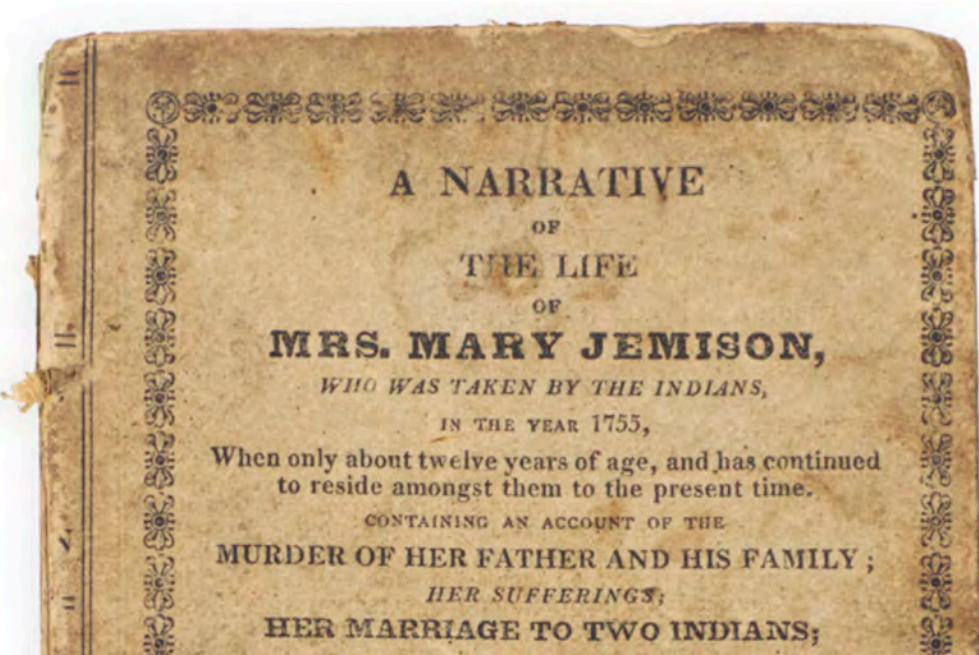 A NARRATIVE
OF
THE LIFE
OF
MRS. MARY JEMISON,
WHO WAS TAKEN BY THE INDIANS,
IN THE YEAR 1755,
When only about twelve years of age, and has continued
to reside amongst them to the present time.
CONTAINING AN ACCOUNT OF THE
MURDER OF HER FATHER AND HIS FAMILY;
HER SUFFERINGS;
HER MARRIAGE TO TWO INDIANS;